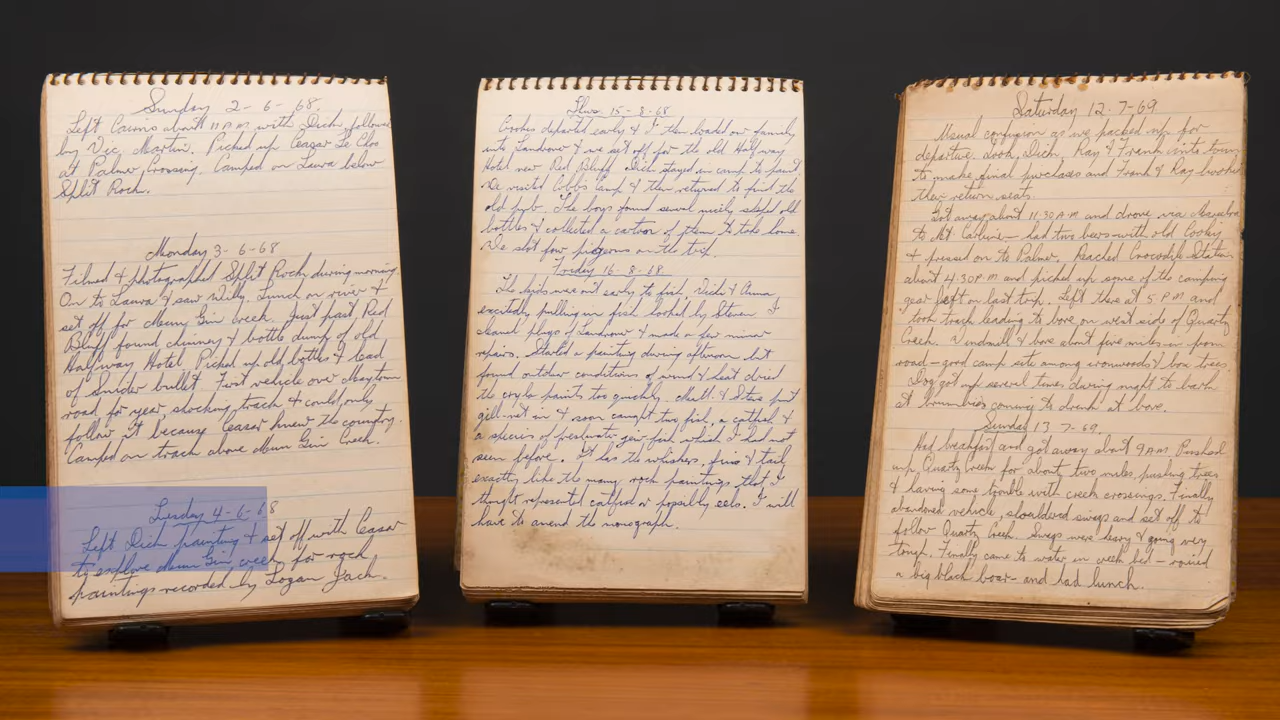 Sunday 2-6-68.
Left Cairns about 11 P.M. with Dick, followed
by Vic. Martin. Picked up Ceasar Le Clos
at Palmer Crossing. Camped on Laura below
Split Rock.
Monday 3-6-68
Filmed & photographed Split Rock during morning.
On to Laura & saw Willy. Lunch on river &
set off for Mum Gin creek. Just past Red
Bluff found chimney & bottle dump of old
Halfway Hotel. Picked up old bottles & lead
of Snider bullet. First vehicle over Maytown
road for year, shocking track & could only
follow it because Ceasar knew the country.
Camped on track above Mum Gin Creek.
Tuesday 4-6-68
Left Dick painting & set off with Ceasar
to explore Mum Gin creek for rock
paintings recorded by Logan Jack.
Thurs. 15-8-68.
Cookes departed early & I then loaded our family
into Landrover & we set off for the old Halfway
Hotel near Red Bluff. Dick stayed in camp to paint.
We visited Cobbs Camp & then returned to find the
old pub. The boys found several nicely shaped old
bottles & collected a carton of them to take home.
We shot four pigeons on the trip.
Friday 16-8-68.
The girls were out early to fish. Vicki & Anna
excitedly pulling in fish hooked by Steven. I
cleaned plugs of Landrover & made a few minor
repairs. Started a painting during afternoon but
found outdoor conditions of wind & heat dried
the acrylic paints too quickly. Matt & Steve put
gill-net in & soon caught two fish, a catfish &
a species of freshwater gar fish which I had not
seen before. It has the whiskers, fins & tail
exactly like the many rock paintings that I
thought represented catfish or possibly eels. I will
have to amend the monograph.
Saturday 12-7-69
Usual confusion as we packed up for
departure. Took Dick, Ray & Frank into town
to make final purchases and Frank & Ray booked
their return seats.
Got away about 11.30 A.M and drove via Mareeba
to Mt Carbine - had two beers with old Cooky
& pressed on to the Palmer. Reached Crocodile Station
about 4.30 P.M and picked up some of the camping
gear left on last trip. Left there at 5 P.M and
took track leading to bore on west side of Quartz
Creek. Windmill & bore about five miles in from
road - good camp site among ironwoods & box trees.
Dog got up several times during night to bark
at brumbies coming to drink at bore.
Sunday 13-7-69.
Had breakfast and got away about 9 A.M. Pushed
up Quartz Creek for about two miles, pushing trees
& having some trouble with creek crossings. Finally
abandoned vehicle, shouldered swags and set off to
follow Quartz Creek. Swags were heavy & going very
tough. Finally came to water in creek bed - raised
a big black boar - and had lunch.